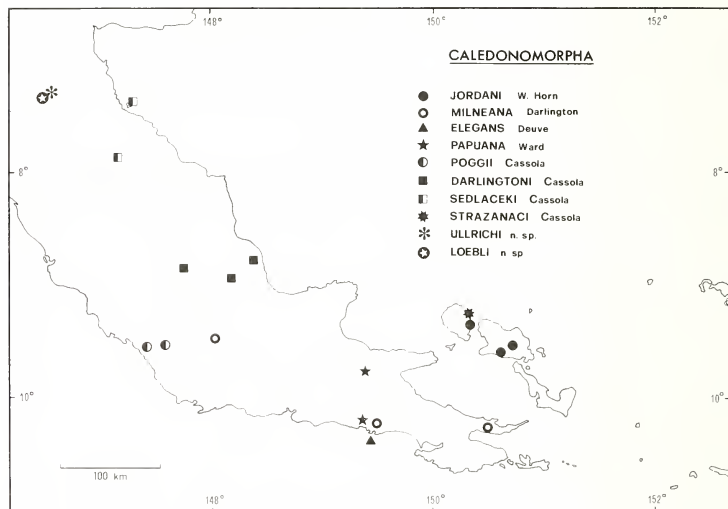 148°
150°
152°
CALEDONOMORPHA
JORDANI W. Horn
MILNEANA Darlington
ELEGANS Deuve
PAPUANA Ward
POGGII Cassola
DARLINGTONI Cassola
SEDLACEKI Cassola
STRAZANACI Cassola
ULLRICHI n. sp.
LOEBLI n sp
8°
8°
10°
10°
100 km
148°
150°
152°